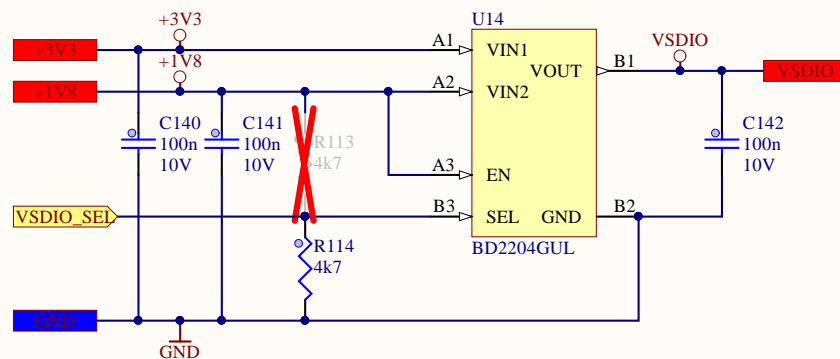 +3V3
U14
+3V3
A1
VIN1
VSDIO
B1
VOUT
VSDIO
+1V8
+1V8
A2
VIN2
C140
100n
10V
C141
100n
10V
R113
4k7
C142
100n
10V
A3
EN
VSDIO_SEL
B3
SEL
GND
B2
R114
4k7
BD2204GUL
GND
GND